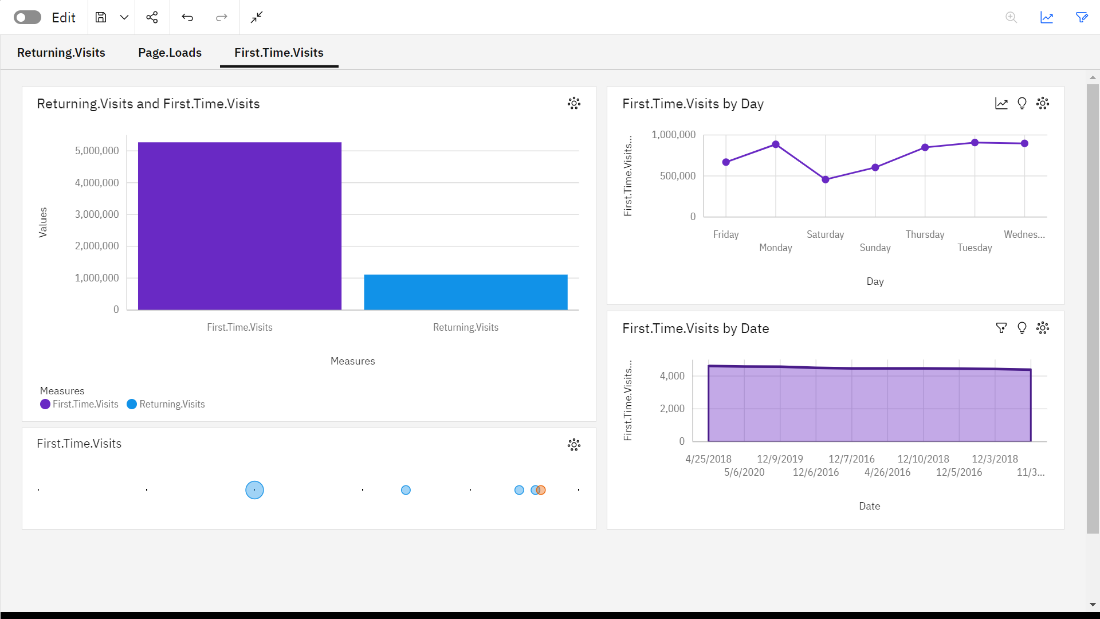 Edit
Returning.Visits Page.Loads First.Time.Visits
Returning.Visits and First.Time.Visits
Values
5,000,000
4,000,000
3,000,000
2,000,000
1,000,000
0
First.Time.Visits Returning.Visits
Measures
Measures
First.Time.Visits Returning.Visits
First.Time.Visits
First.Time.Visits by Day
First.Time.Visits...
1,000,000
500,000
0
Friday Saturday Thursday Wednes...
Monday Sunday Tuesday
Day
First.Time.Visits by Date
First.Time.Visits...
4,000
2,000
0
4/25/2018 12/9/2019 12/7/2016 12/10/2018 12/3/2018
5/6/2020 12/6/2016 4/26/2016 12/5/2016 11/3...
Date